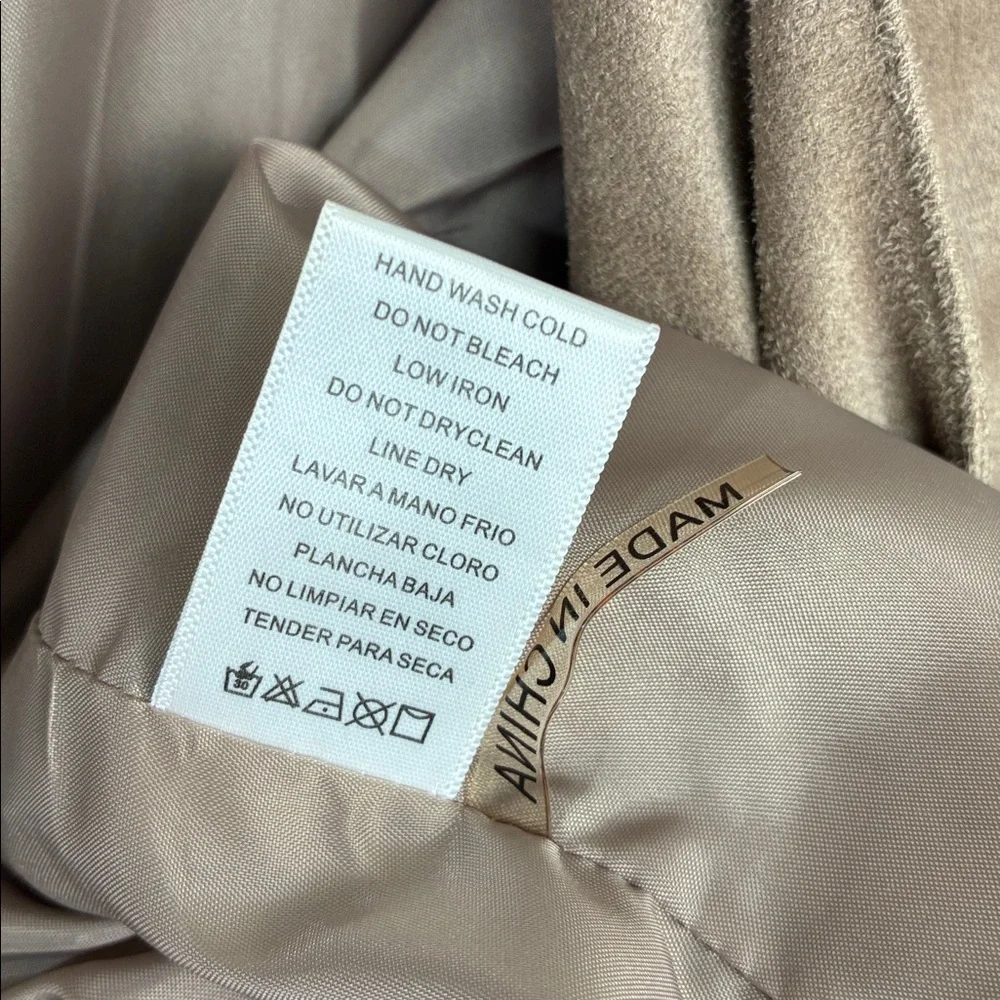 HAND WASH COLD
DO NOT BLEACH
LOW IRON
DO NOT DRYCLEAN
LINE DRY
LAVAR A MANO FRIO
NO UTILIZAR CLORO
PLANCHA BAJA
NO LIMPIAR EN SECO
TENDER PARA SECA
30
MADE IN CHINA